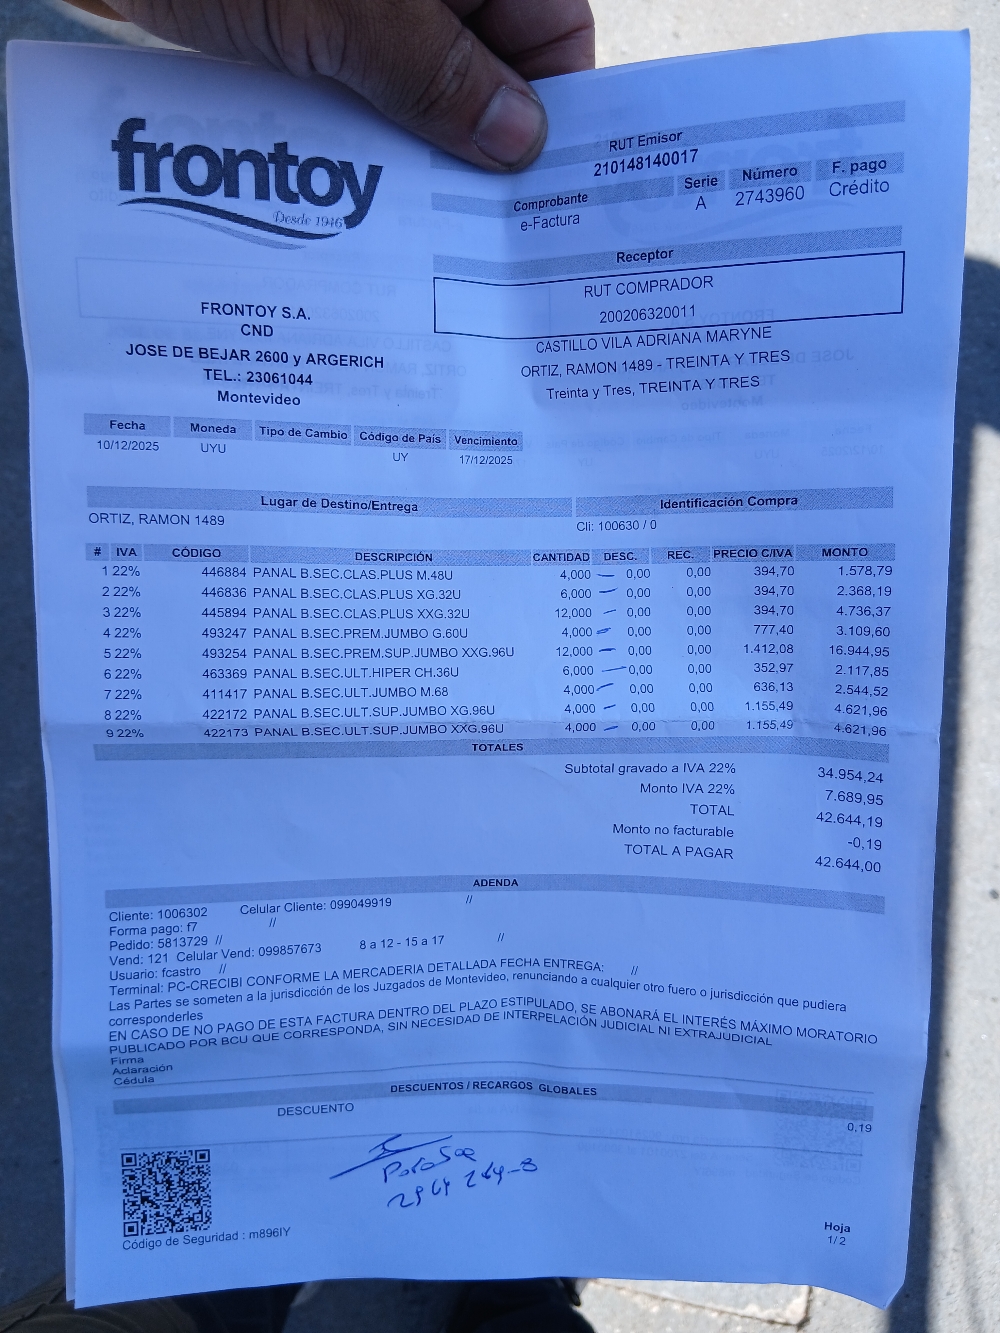 frontoy
Desde 1946
RUT Emisor
210148140017
Comprobante Serie Número F. pago
e-Factura A 2743960 Crédito
Receptor
RUT COMPRADOR
200206320011
CASTILLO VILA ADRIANA MARYNE
ORTIZ, RAMON 1489 - TREINTA Y TRES
Treinta y Tres, TREINTA Y TRES
FRONTOY S.A.
CND
JOSE DE BEJAR 2600 y ARGERICH
TEL.: 23061044
Montevideo
Fecha Moneda Tipo de Cambio Código de País Vencimiento
10/12/2025 UYU UY 17/12/2025
Lugar de Destino/Entrega Identificación Compra
ORTIZ, RAMON 1489 Cli: 100630 / 0
# IVA CÓDIGO DESCRIPCIÓN CANTIDAD DESC. REC. PRECIO C/IVA MONTO
1 22% 446884 PANAL B.SEC.CLAS.PLUS M.48U 4,000 0,00 0,00 394,70 1.578,79
2 22% 446836 PANAL B.SEC.CLAS.PLUS XG.32U 6,000 0,00 0,00 394,70 2.368,19
3 22% 445894 PANAL B.SEC.CLAS.PLUS XXG.32U 12,000 0,00 0,00 394,70 4.736,37
4 22% 493247 PANAL B.SEC.PREM.JUMBO G.60U 4,000 0,00 0,00 777,40 3.109,60
5 22% 493254 PANAL B.SEC.PREM.SUP.JUMBO XXG.96U 12,000 0,00 0,00 1.412,08 16.944,95
6 22% 463369 PANAL B.SEC.ULT.HIPER CH.36U 6,000 0,00 0,00 352,97 2.117,85
7 22% 411417 PANAL B.SEC.ULT.JUMBO M.68 4,000 0,00 0,00 636,13 2.544,52
8 22% 422172 PANAL B.SEC.ULT.SUP.JUMBO XG.96U 4,000 0,00 0,00 1.155,49 4.621,96
9 22% 422173 PANAL B.SEC.ULT.SUP.JUMBO XXG.96U 4,000 0,00 0,00 1.155,49 4.621,96
TOTALES
Subtotal gravado a IVA 22% 34.954,24
Monto IVA 22% 7.689,95
TOTAL 42.644,19
Monto no facturable -0,19
TOTAL A PAGAR 42.644,00
ADENDA
Cliente: 1006302 Celular Cliente: 099049919 //
Forma pago: f7 //
Pedido: 5813729 //
Vend: 121 Celular Vend: 099857673 8 a 12 - 15 a 17 //
Usuario: fcastro //
Terminal: PC-CRECIBI CONFORME LA MERCADERIA DETALLADA FECHA ENTREGA: //
Las Partes se someten a la jurisdicción de los Juzgados de Montevideo, renunciando a cualquier otro fuero o jurisdicción que pudiera
corresponderles
EN CASO DE NO PAGO DE ESTA FACTURA DENTRO DEL PLAZO ESTIPULADO, SE ABONARÁ EL INTERÉS MÁXIMO MORATORIO
PUBLICADO POR BCU QUE CORRESPONDA, SIN NECESIDAD DE INTERPELACIÓN JUDICIAL NI EXTRAJUDICIAL
Firma
Aclaración
Cédula
DESCUENTOS / RECARGOS GLOBALES
DESCUENTO 0,19
Código de Seguridad : m896IY
Hoja
1/ 2